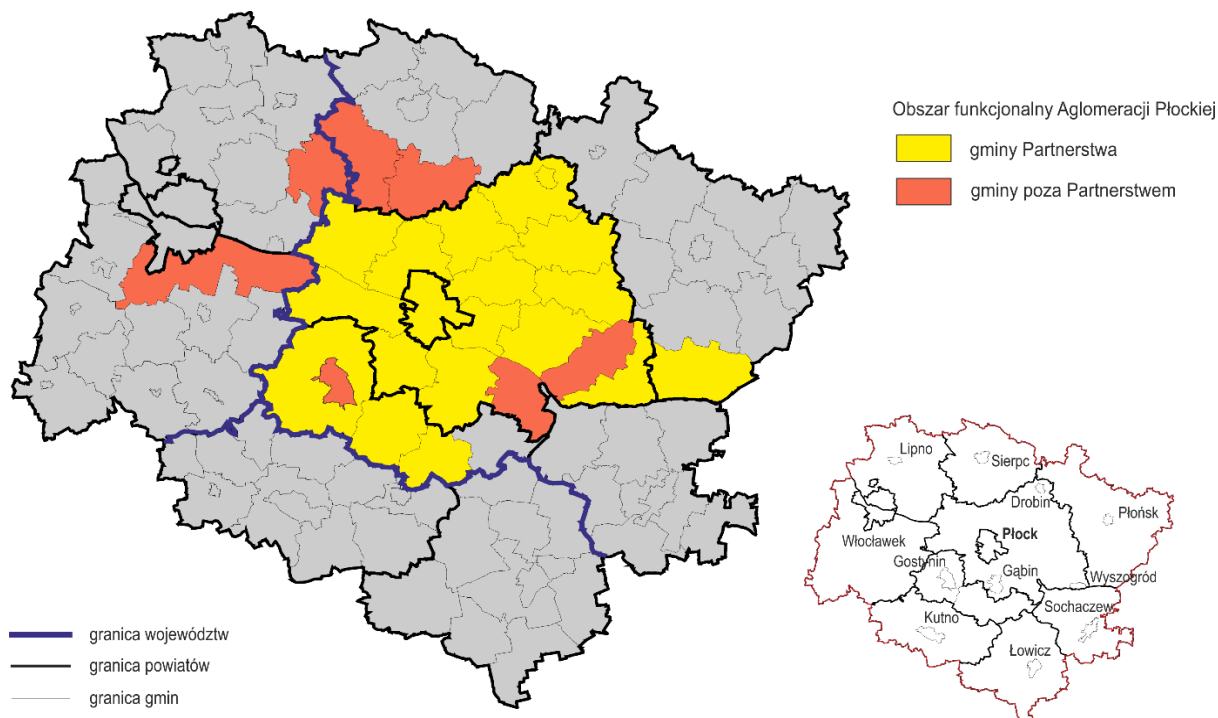 Obszar funkcjonalny Aglomeracji Płockiej
gminy Partnerstwa
gminy poza Partnerstwem
granica województw
granica powiatów
granica gmin
Lipno
Sierpc
Drobin
Płońsk
Włocławek
Płock
Gostynin
Gąbin
Wyszogród
Sochaczew
Kutno
Łowicz